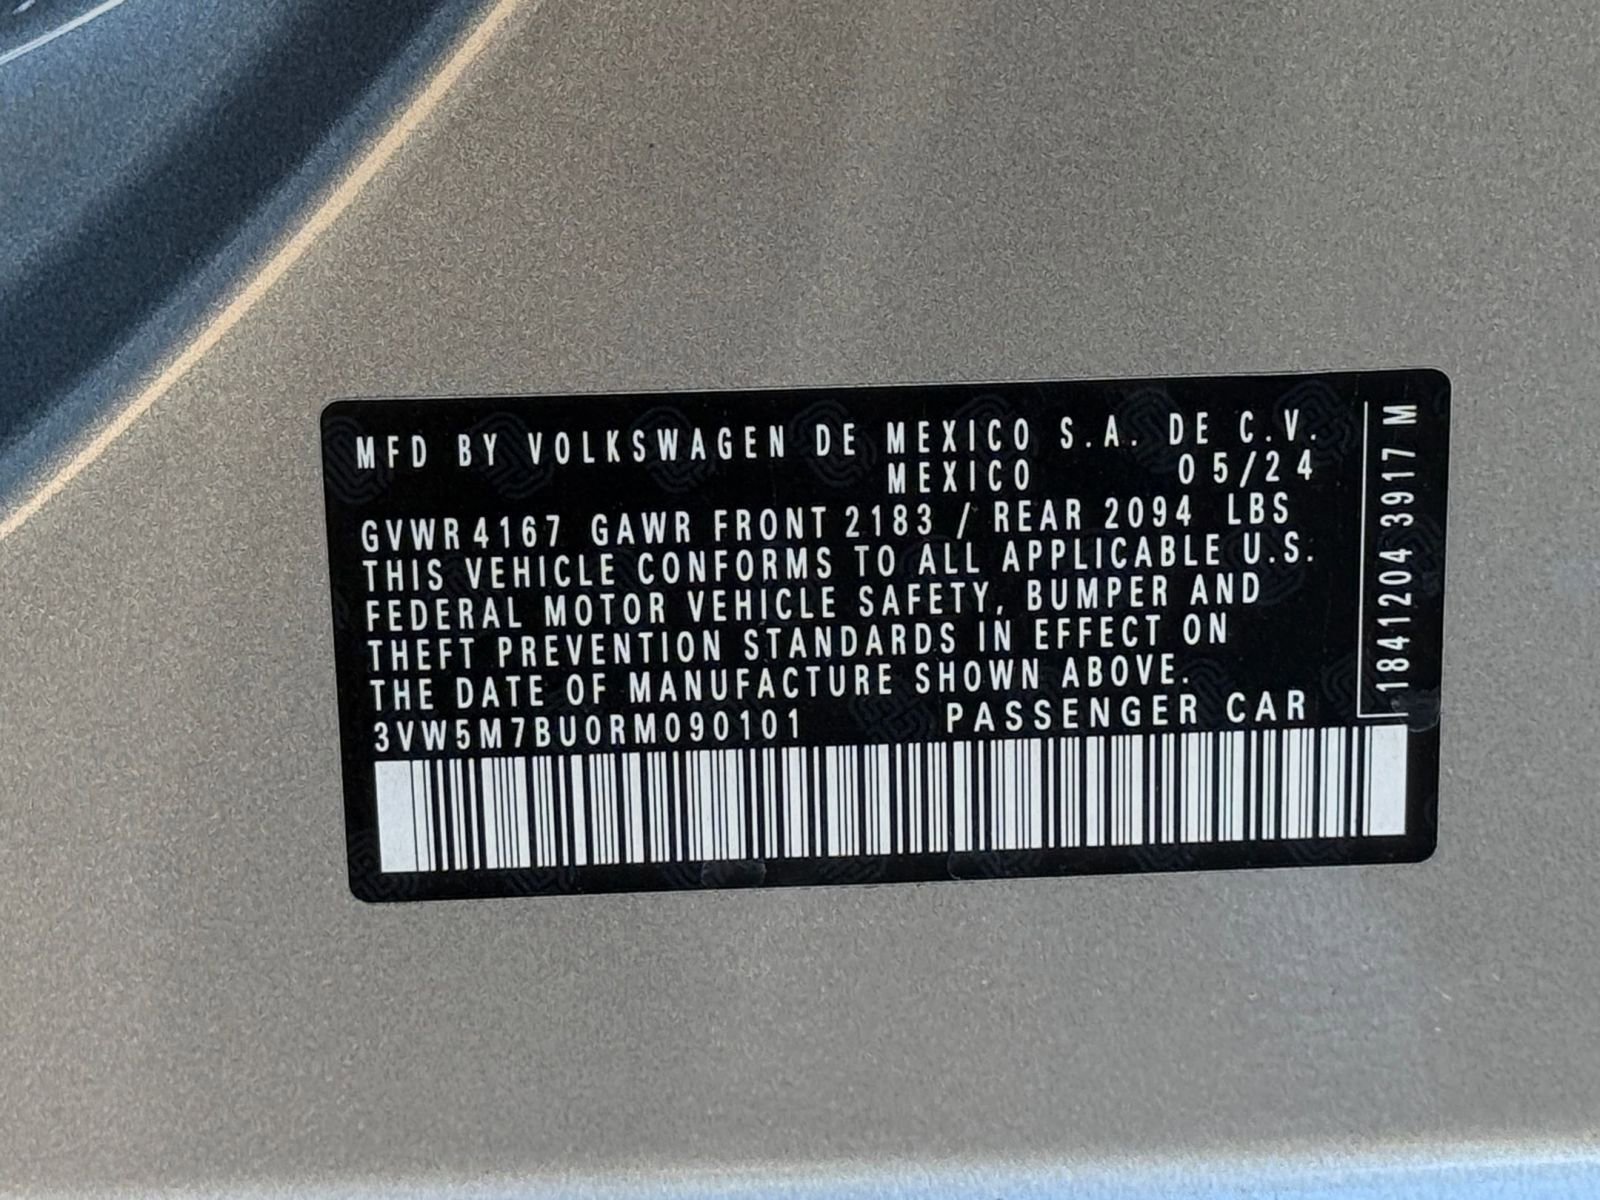 MFD BY VOLKSWAGEN DE MEXICO S.A. DE C.V.
MEXICO 05/24
GVWR 4167 GAWR FRONT 2183 / REAR 2094 LBS
THIS VEHICLE CONFORMS TO ALL APPLICABLE U.S.
FEDERAL MOTOR VEHICLE SAFETY, BUMPER AND
THEFT PREVENTION STANDARDS IN EFFECT ON
THE DATE OF MANUFACTURE SHOWN ABOVE.
3VW5M7BU0RM090101 PASSENGER CAR
1841204 3917 M